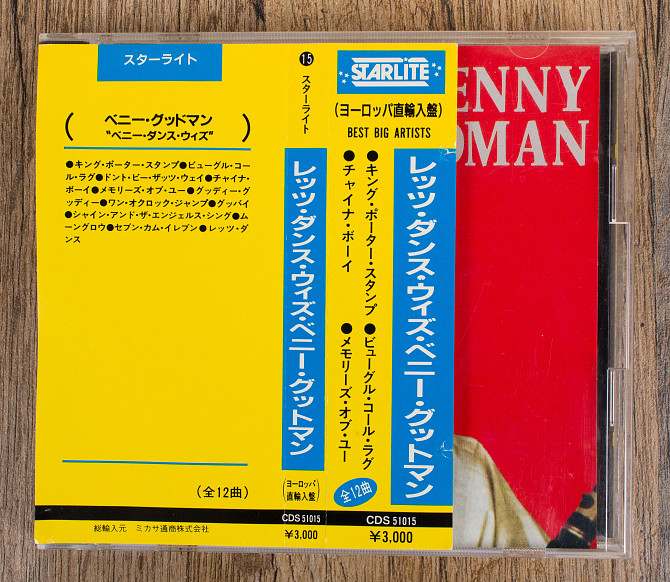 スターライト
ベニー・グッドマン
"ベニー・ダンス・ウィズ"
●キング・ポーター・スタンプ●ビューグル・コー
ル・ラグ●ドント・ビー・ザッツ・ウェイ●チャイナ・
ボーイ●メモリーズ・オブ・ユー●グッディー・グ
ッディー●ワン・オクロック・ジャンプ●グッバイ
●シャイン・アンド・ザ・エンジェルス・シング●ム
ーングロウ●セブン・カム・イレブン●レッツ・ダ
ンス
(全12曲)
総輸入元 ミカサ通商株式会社
15
スターライト
レッツ・ダンス・ウィズ・ベニー・グットマン
(ヨーロッパ
直輸入盤)
CDS 51015
¥3,000
STARLITE
(ヨーロッパ直輸入盤)
BEST BIG ARTISTS
レッツ・ダンス・ウィズ・ベニー・グットマン
●キング・ポーター・スタンプ
●チャイナ・ボーイ
●ビューグル・コール・ラグ
●メモリーズ・オブ・ユー
全12曲
CDS 51015
¥3,000
ENNY
DMAN